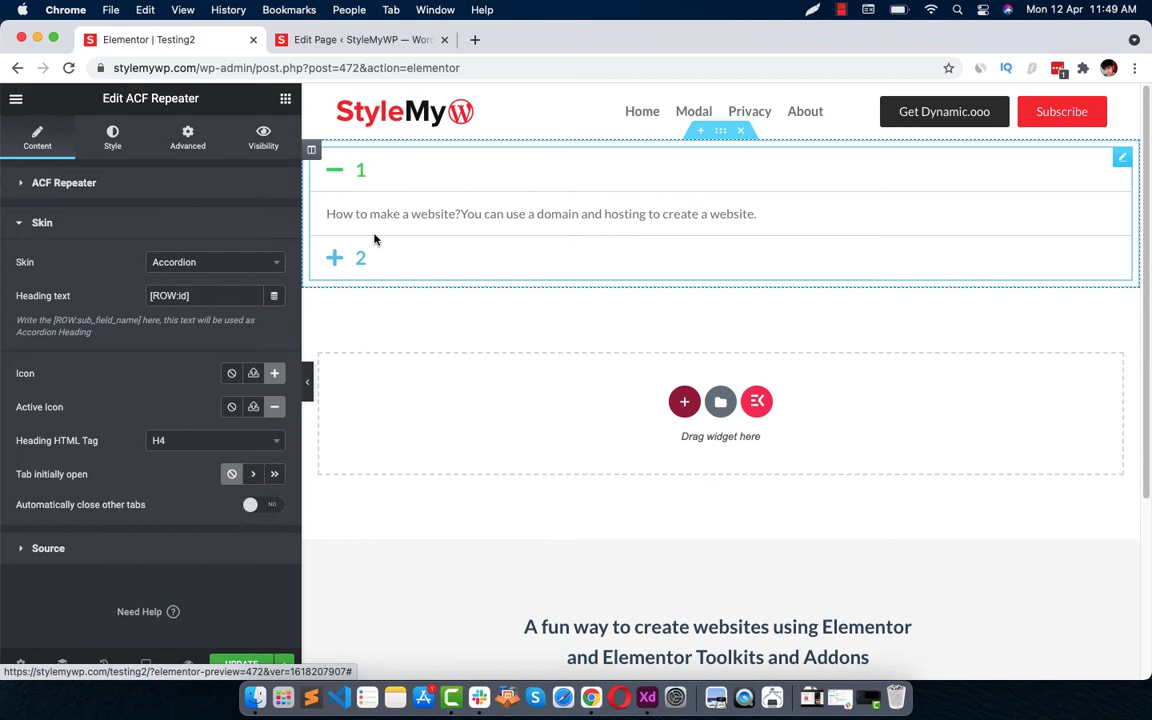 Chrome File Edit View History Bookmarks People Tab Window Help Mon 12 Apr 11:49 AM
S Elementor | Testing2 S Edit Page ‹ StyleMyWP — Worc
stylemywp.com/wp-admin/post.php?post=472&action=elementor
Edit ACF Repeater
Content Style Advanced Visibility
ACF Repeater
Skin
Skin Accordion
Heading text [ROW:id]
Write the [ROW:sub_field_name] here, this text will be used as
Accordion Heading
Icon
Active Icon
Heading HTML Tag H4
Tab initially open
Automatically close other tabs NO
Source
Need Help ?
UPDATE
https://stylemywp.com/testing2/?elementor-preview=472&ver=1618207907#
StyleMyW Home Modal Privacy About Get Dynamic.ooo Subscribe
1
How to make a website?You can use a domain and hosting to create a website.
2
Drag widget here
A fun way to create websites using Elementor
and Elementor Toolkits and Addons